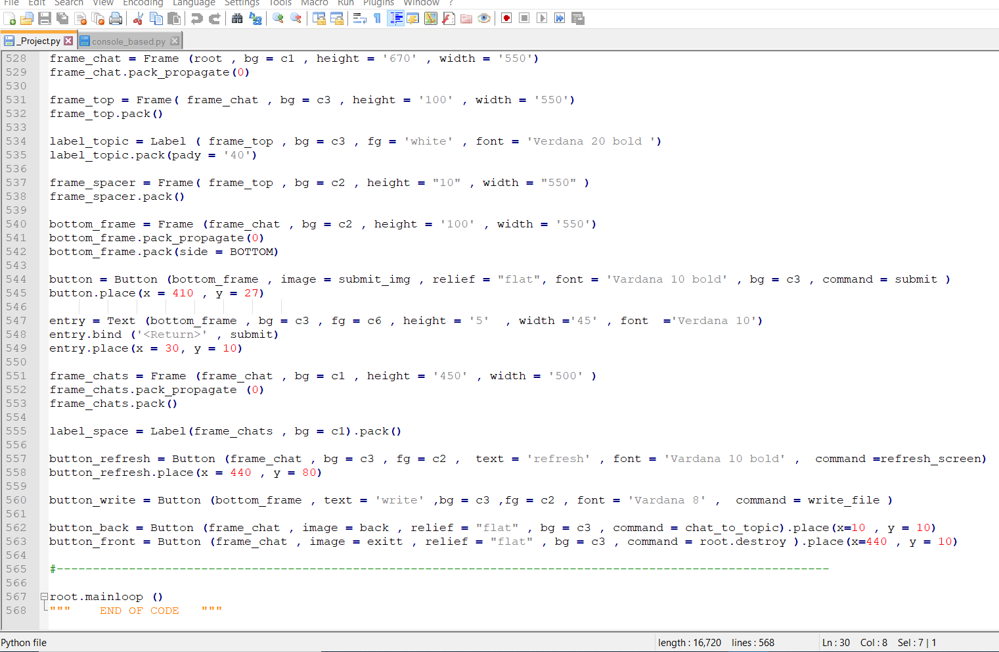 File Edit Search View Encoding Language Settings Tools Macro Run Plugins Window ?
_Project.py console_based.py
528 frame_chat = Frame (root , bg = c1 , height = '670' , width = '550')
529 frame_chat.pack_propagate(0)
530
531 frame_top = Frame( frame_chat , bg = c3 , height = '100' , width = '550')
532 frame_top.pack()
533
534 label_topic = Label ( frame_top , bg = c3 , fg = 'white' , font = 'Verdana 20 bold ')
535 label_topic.pack(pady = '40')
536
537 frame_spacer = Frame( frame_top , bg = c2 , height = "10" , width = "550" )
538 frame_spacer.pack()
539
540 bottom_frame = Frame (frame_chat , bg = c2 , height = '100' , width = '550')
541 bottom_frame.pack_propagate(0)
542 bottom_frame.pack(side = BOTTOM)
543
544 button = Button (bottom_frame , image = submit_img , relief = "flat", font = 'Vardana 10 bold' , bg = c3 , command = submit )
545 button.place(x = 410 , y = 27)
546
547 entry = Text (bottom_frame , bg = c3 , fg = c6 , height = '5'  , width ='45' , font  ='Verdana 10')
548 entry.bind ('<Return>' , submit)
549 entry.place(x = 30, y = 10)
550
551 frame_chats = Frame (frame_chat , bg = c1 , height = '450' , width = '500' )
552 frame_chats.pack_propagate (0)
553 frame_chats.pack()
554
555 label_space = Label(frame_chats , bg = c1).pack()
556
557 button_refresh = Button (frame_chat , bg = c3 , fg = c2 ,  text = 'refresh' , font = 'Vardana 10 bold' ,  command =refresh_screen)
558 button_refresh.place(x = 440 , y = 80)
559
560 button_write = Button (bottom_frame , text = 'write' ,bg = c3 ,fg = c2 , font = 'Vardana 8' ,  command = write_file )
561
562 button_back = Button (frame_chat , image = back , relief = "flat" , bg = c3 , command = chat_to_topic).place(x=10 , y = 10)
563 button_front = Button (frame_chat , image = exitt , relief = "flat" , bg = c3 , command = root.destroy ).place(x=440 , y = 10)
564
565 #-----------------------------------------------------------------------------------------------------------
566
567 root.mainloop ()
568 """    END OF CODE   """
Python file length : 16,720 lines : 568 Ln : 30 Col : 8 Sel : 7 | 1